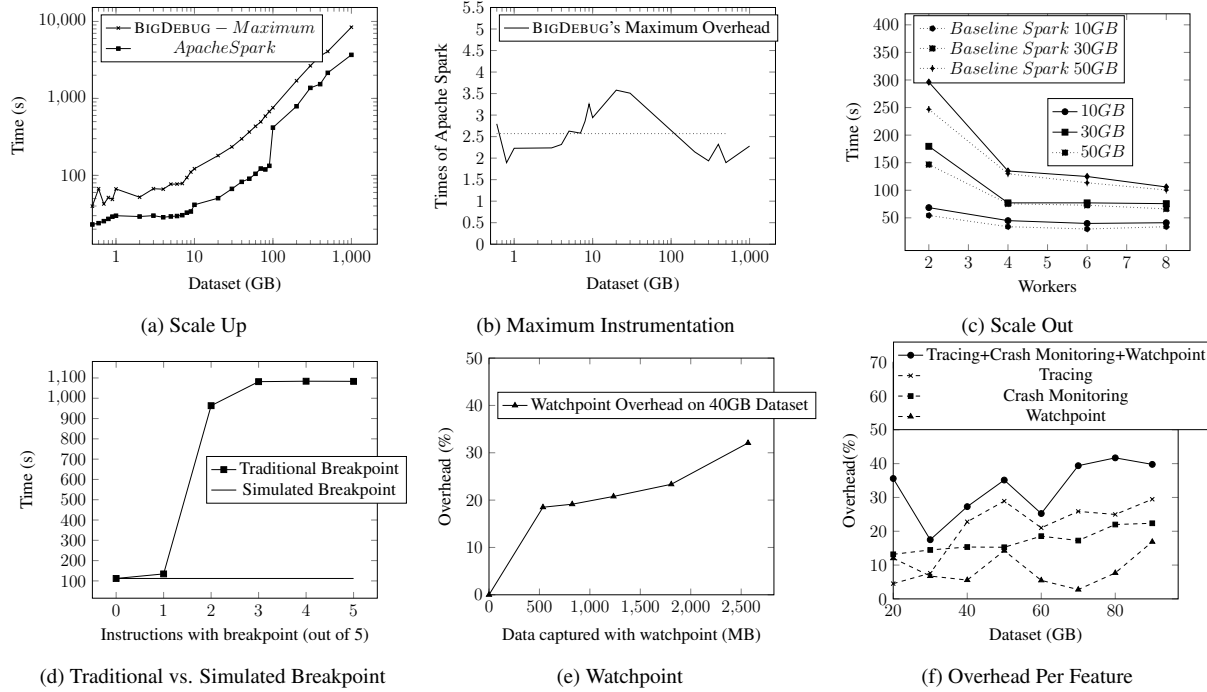 BIGDEBUG − Maximum
ApacheSpark
1,000
100
Time (s)
1
10
100
1,000
Dataset (GB)
(a) Scale Up
BIGDEBUG's Maximum Overhead
5
4.5
4
3.5
3
2.5
2
1.5
1
0.5
0
Times of Apache Spark
1
10
100
1,000
Dataset (GB)
(b) Maximum Instrumentation
Baseline Spark 10GB
Baseline Spark 30GB
Baseline Spark 50GB
10GB
30GB
50GB
400
350
300
250
200
150
100
50
Time (s)
2
3
4
5
6
7
8
Workers
(c) Scale Out
1,100
1,000
900
800
700
600
500
400
300
200
100
Time (s)
Traditional Breakpoint
Simulated Breakpoint
0
1
2
3
4
5
Instructions with breakpoint (out of 5)
(d) Traditional vs. Simulated Breakpoint
50
40
30
20
10
0
Overhead (%)
Watchpoint Overhead on 40GB Dataset
0
500
1,000
1,500
2,000
2,500
Data captured with watchpoint (MB)
(e) Watchpoint
Tracing+Crash Monitoring+Watchpoint
Tracing
Crash Monitoring
Watchpoint
70
60
50
40
30
20
10
0
Overhead(%)
20
40
60
80
Dataset (GB)
(f) Overhead Per Feature